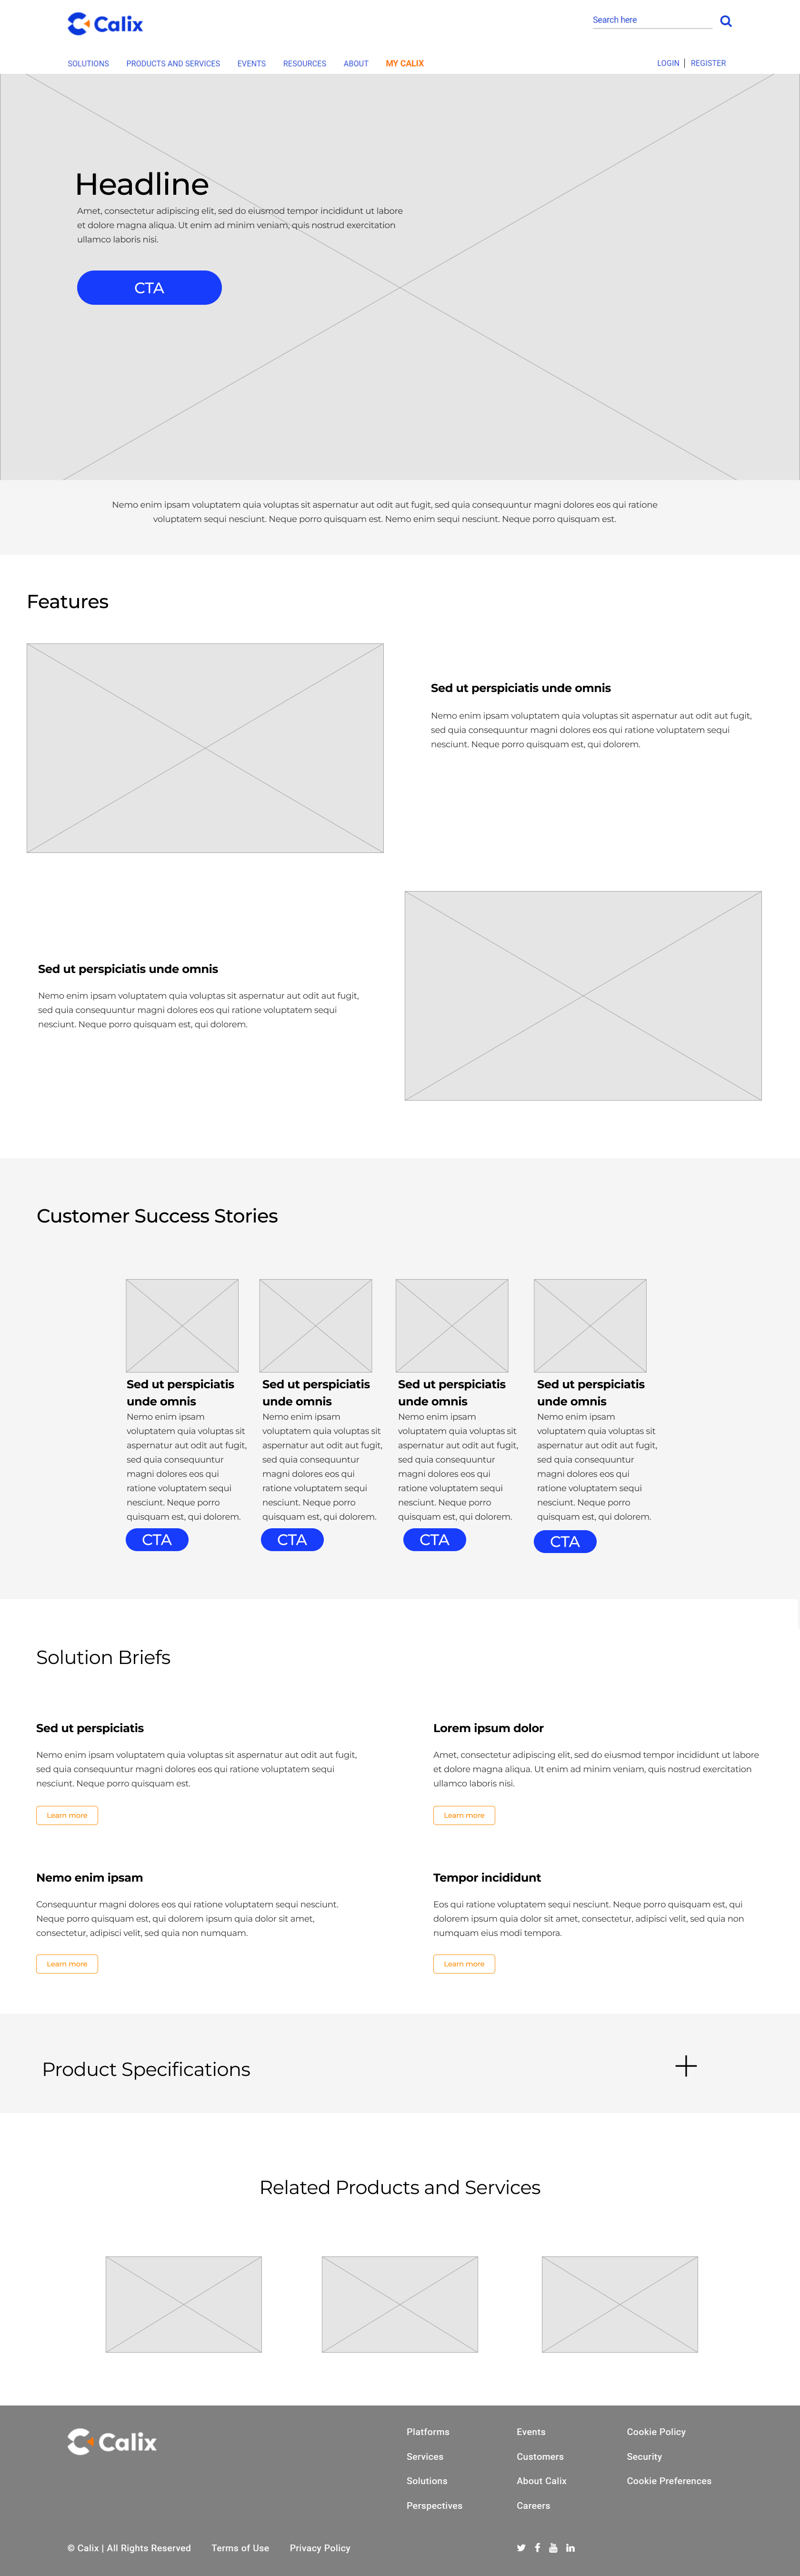 Calix
Search here
SOLUTIONS PRODUCTS AND SERVICES EVENTS RESOURCES ABOUT MY CALIX LOGIN | REGISTER
Headline
Amet, consectetur adipiscing elit, sed do eiusmod tempor incididunt ut labore
et dolore magna aliqua. Ut enim ad minim veniam, quis nostrud exercitation
ullamco laboris nisi.
CTA
Nemo enim ipsam voluptatem quia voluptas sit aspernatur aut odit aut fugit, sed quia consequuntur magni dolores eos qui ratione
voluptatem sequi nesciunt. Neque porro quisquam est. Nemo enim sequi nesciunt. Neque porro quisquam est.
Features
Sed ut perspiciatis unde omnis
Nemo enim ipsam voluptatem quia voluptas sit aspernatur aut odit aut fugit,
sed quia consequuntur magni dolores eos qui ratione voluptatem sequi
nesciunt. Neque porro quisquam est, qui dolorem.
Sed ut perspiciatis unde omnis
Nemo enim ipsam voluptatem quia voluptas sit aspernatur aut odit aut fugit,
sed quia consequuntur magni dolores eos qui ratione voluptatem sequi
nesciunt. Neque porro quisquam est, qui dolorem.
Customer Success Stories
Sed ut perspiciatis
unde omnis
Nemo enim ipsam
voluptatem quia voluptas sit
aspernatur aut odit aut fugit,
sed quia consequuntur
magni dolores eos qui
ratione voluptatem sequi
nesciunt. Neque porro
quisquam est, qui dolorem.
CTA
Sed ut perspiciatis
unde omnis
Nemo enim ipsam
voluptatem quia voluptas sit
aspernatur aut odit aut fugit,
sed quia consequuntur
magni dolores eos qui
ratione voluptatem sequi
nesciunt. Neque porro
quisquam est, qui dolorem.
CTA
Sed ut perspiciatis
unde omnis
Nemo enim ipsam
voluptatem quia voluptas sit
aspernatur aut odit aut fugit,
sed quia consequuntur
magni dolores eos qui
ratione voluptatem sequi
nesciunt. Neque porro
quisquam est, qui dolorem.
CTA
Sed ut perspiciatis
unde omnis
Nemo enim ipsam
voluptatem quia voluptas sit
aspernatur aut odit aut fugit,
sed quia consequuntur
magni dolores eos qui
ratione voluptatem sequi
nesciunt. Neque porro
quisquam est, qui dolorem.
CTA
Solution Briefs
Sed ut perspiciatis
Nemo enim ipsam voluptatem quia voluptas sit aspernatur aut odit aut fugit,
sed quia consequuntur magni dolores eos qui ratione voluptatem sequi
nesciunt. Neque porro quisquam est.
Learn more
Lorem ipsum dolor
Amet, consectetur adipiscing elit, sed do eiusmod tempor incididunt ut labore
et dolore magna aliqua. Ut enim ad minim veniam, quis nostrud exercitation
ullamco laboris nisi.
Learn more
Nemo enim ipsam
Consequuntur magni dolores eos qui ratione voluptatem sequi nesciunt.
Neque porro quisquam est, qui dolorem ipsum quia dolor sit amet,
consectetur, adipisci velit, sed quia non numquam.
Learn more
Tempor incididunt
Eos qui ratione voluptatem sequi nesciunt. Neque porro quisquam est, qui
dolorem ipsum quia dolor sit amet, consectetur, adipisci velit, sed quia non
numquam eius modi tempora.
Learn more
Product Specifications
Related Products and Services
Calix
Platforms
Services
Solutions
Perspectives
Events
Customers
About Calix
Careers
Cookie Policy
Security
Cookie Preferences
© Calix | All Rights Reserved Terms of Use Privacy Policy